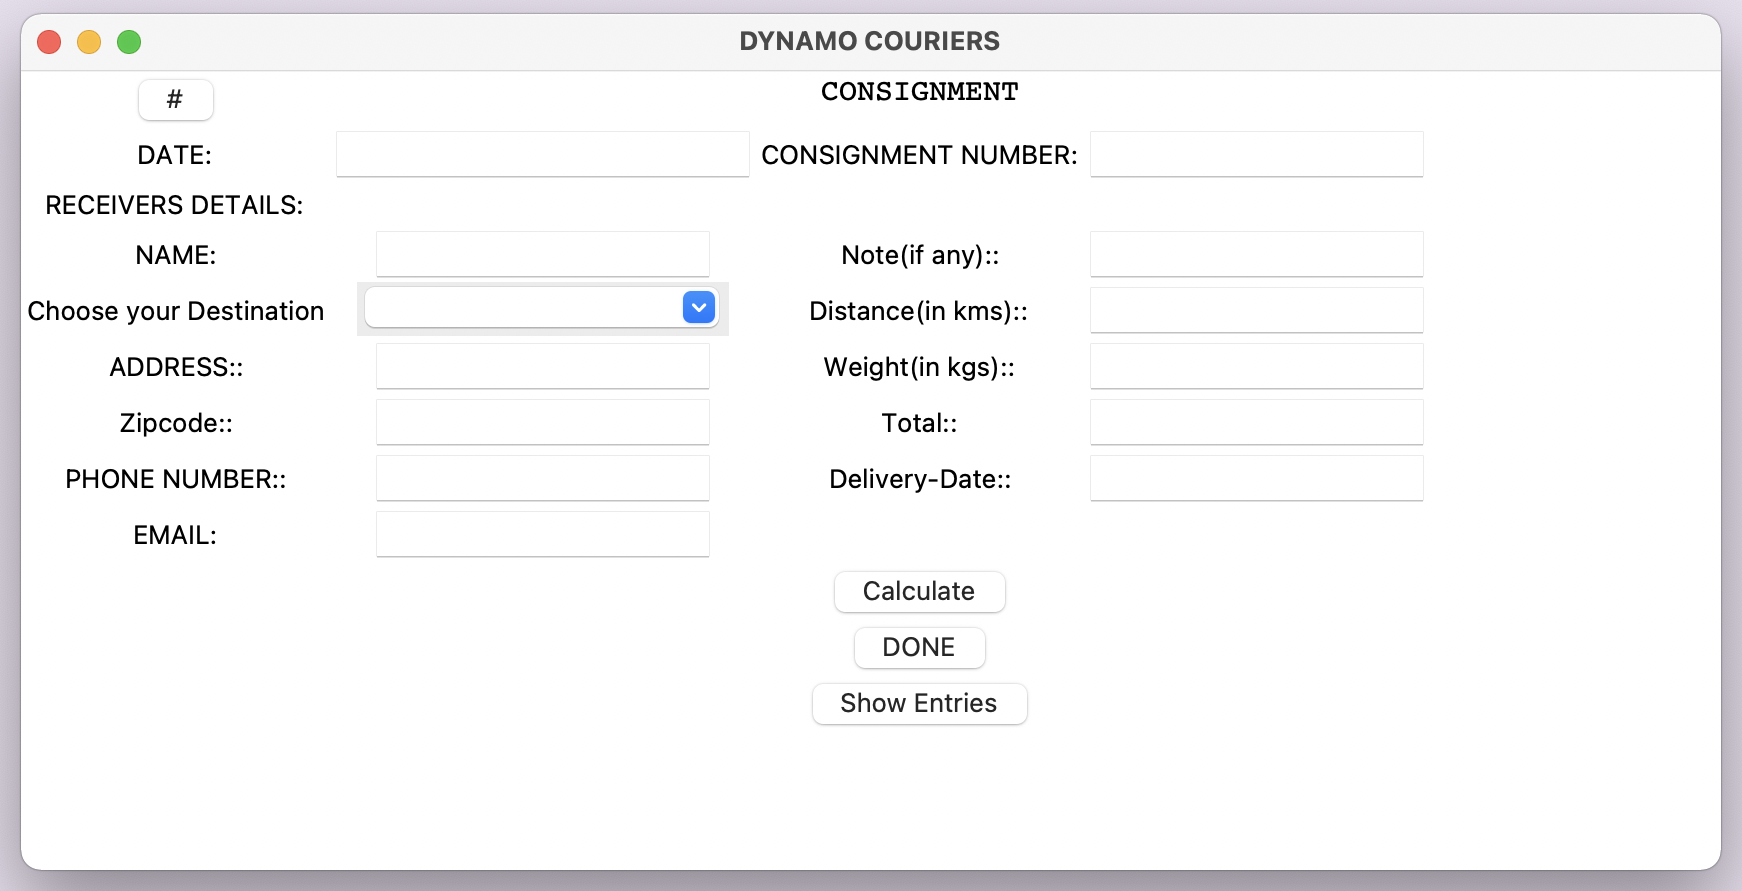 DYNAMO COURIERS
#
CONSIGNMENT
DATE:
CONSIGNMENT NUMBER:
RECEIVERS DETAILS:
NAME:
Note(if any)::
Choose your Destination
Distance(in kms)::
ADDRESS::
Weight(in kgs)::
Zipcode::
Total::
PHONE NUMBER::
Delivery-Date::
EMAIL:
Calculate
DONE
Show Entries